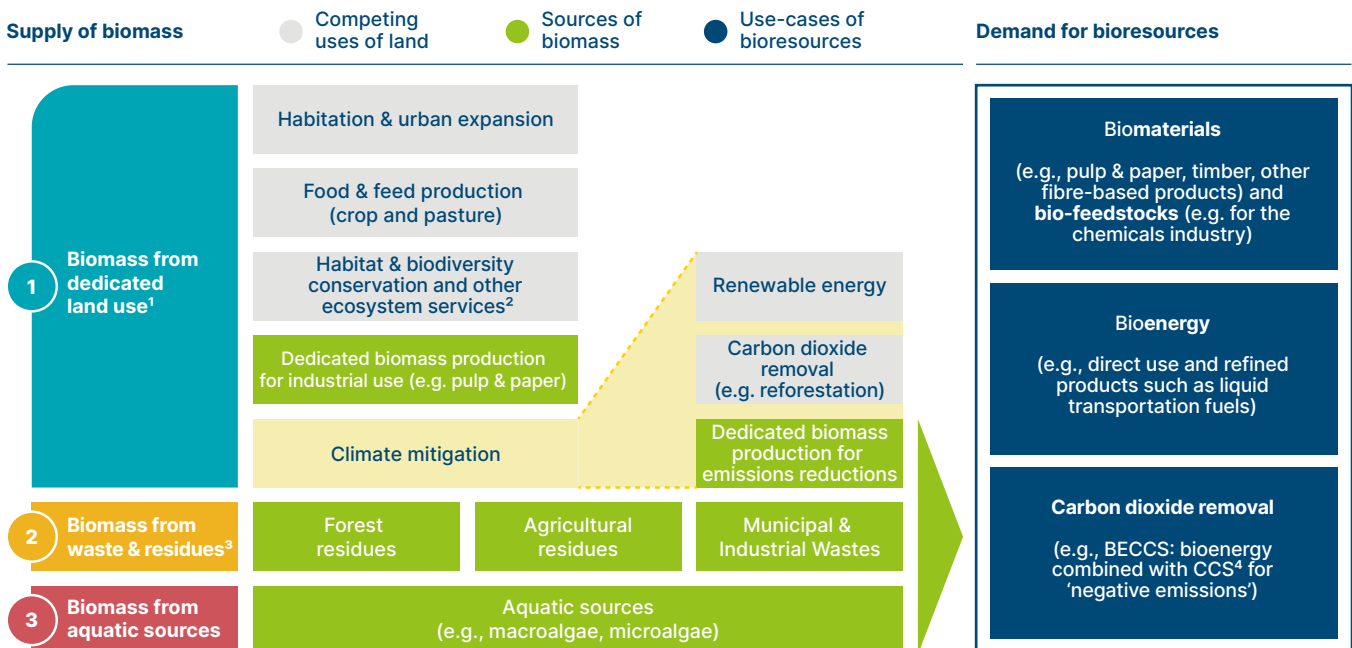 Supply of biomass
Competing
uses of land
Sources of
biomass
Use-cases of
bioresources
Demand for bioresources
1
Biomass from
dedicated
land use¹
Habitation & urban expansion
Food & feed production
(crop and pasture)
Habitat & biodiversity
conservation and other
ecosystem services²
Dedicated biomass production
for industrial use (e.g. pulp & paper)
Climate mitigation
Renewable energy
Carbon dioxide
removal
(e.g. reforestation)
Dedicated biomass
production for
emissions reductions
2
Biomass from
waste & residues³
Forest
residues
Agricultural
residues
Municipal &
Industrial Wastes
3
Biomass from
aquatic sources
Aquatic sources
(e.g., macroalgae, microalgae)
Biomaterials
(e.g., pulp & paper, timber, other
fibre-based products) and
bio-feedstocks (e.g. for the
chemicals industry)
Bioenergy
(e.g., direct use and refined
products such as liquid
transportation fuels)
Carbon dioxide removal
(e.g., BECCS: bioenergy
combined with CCS⁴ for
‘negative emissions’)